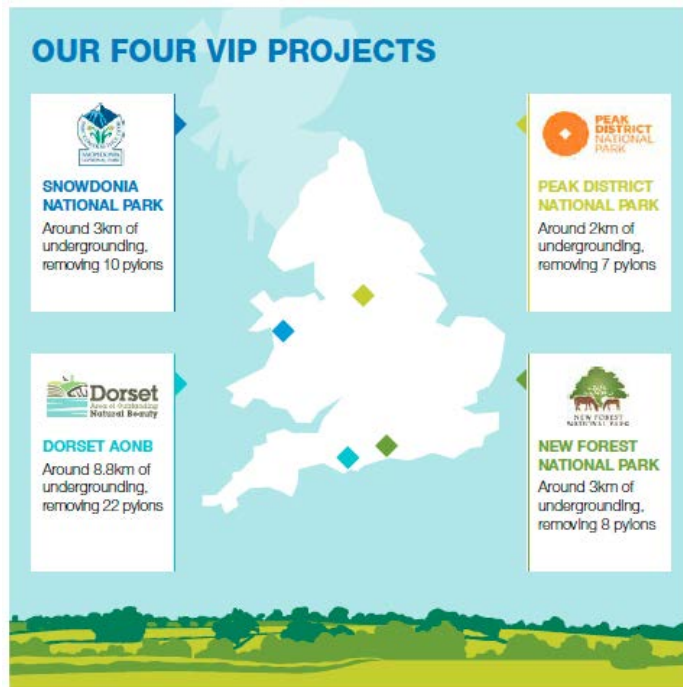 OUR FOUR VIP PROJECTS
SNOWDONIA
NATIONAL PARK
Around 3km of
undergrounding,
removing 10 pylons
PEAK
DISTRICT
NATIONAL
PARK
PEAK DISTRICT
NATIONAL PARK
Around 2km of
undergrounding,
removing 7 pylons
Dorset
Area of Outstanding
Natural Beauty
DORSET AONB
Around 8.8km of
undergrounding,
removing 22 pylons
NEW FOREST
NATIONAL PARK
NEW FOREST
NATIONAL PARK
Around 3km of
undergrounding,
removing 8 pylons